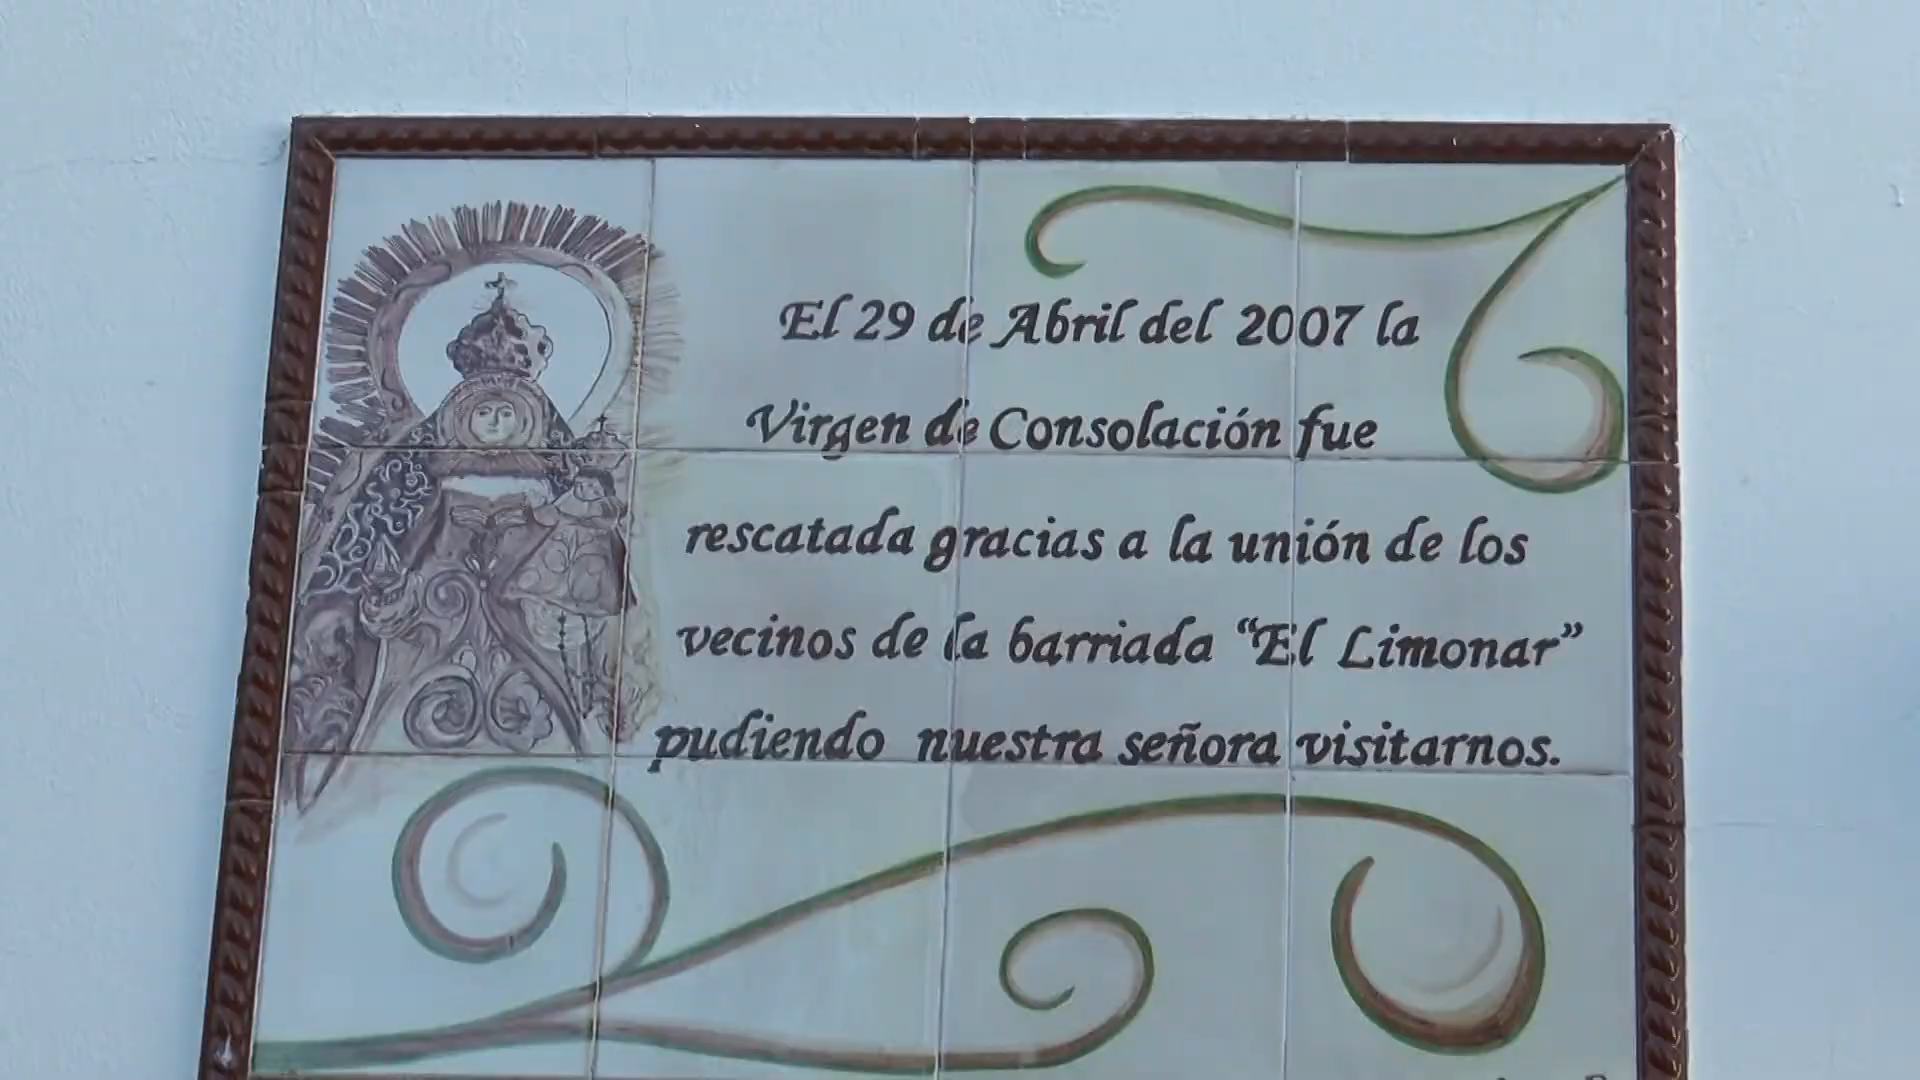 El 29 de Abril del 2007 la
Virgen de Consolación fue
rescatada gracias a la unión de los
vecinos de la barriada “El Limonar”
pudiendo nuestra señora visitarnos.